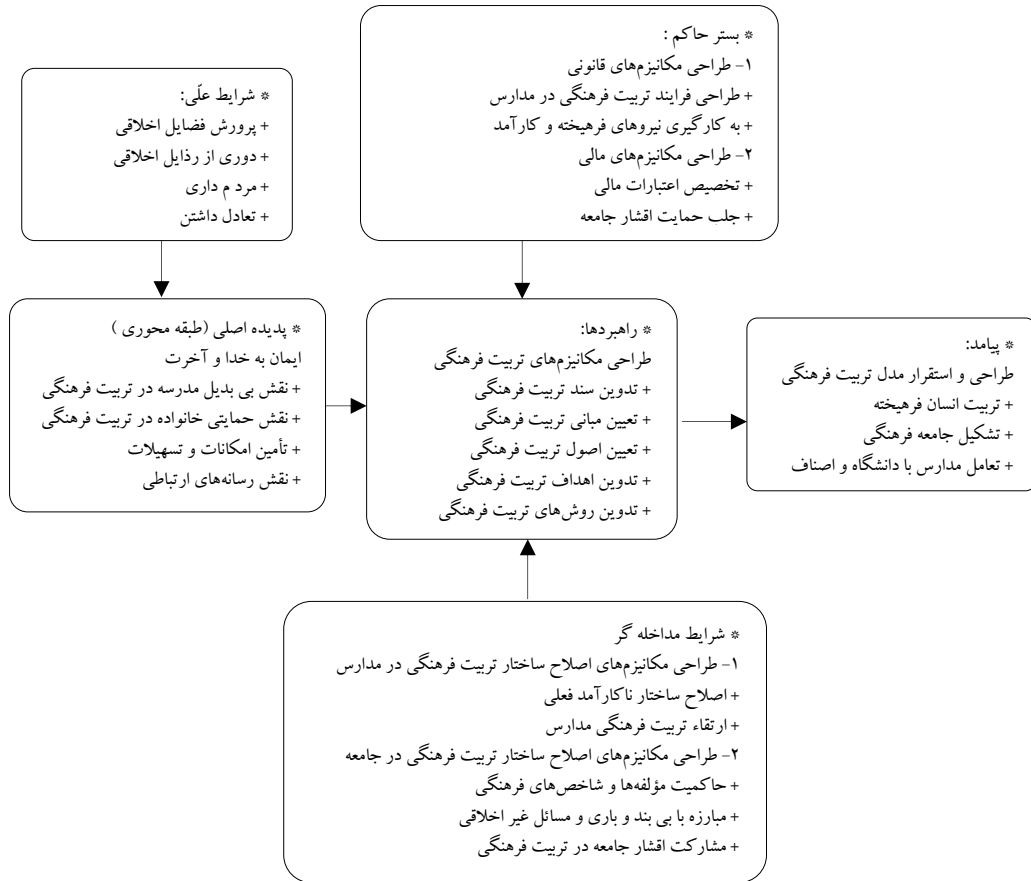 * بستر حاکم :
۱- طراحی مکانیزم‌های قانونی
+ طراحی فرایند تربیت فرهنگی در مدارس
+ به کارگیری نیروهای فرهیخته و کارآمد
۲- طراحی مکانیزم‌های مالی
+ تخصیص اعتبارات مالی
+ جلب حمایت اقشار جامعه
* شرایط علّی:
+ پرورش فضایل اخلاقی
+ دوری از رذایل اخلاقی
+ مرد م داری
+ تعادل داشتن
* پدیده اصلی (طبقه محوری )
ایمان به خدا و آخرت
+ نقش بی بدیل مدرسه در تربیت فرهنگی
+ نقش حمایتی خانواده در تربیت فرهنگی
+ تأمین امکانات و تسهیلات
+ نقش رسانه‌های ارتباطی
* راهبردها:
طراحی مکانیزم‌های تربیت فرهنگی
+ تدوین سند تربیت فرهنگی
+ تعیین مبانی تربیت فرهنگی
+ تعیین اصول تربیت فرهنگی
+ تدوین اهداف تربیت فرهنگی
+ تدوین روش‌های تربیت فرهنگی
* پیامد:
طراحی و استقرار مدل تربیت فرهنگی
+ تربیت انسان فرهیخته
+ تشکیل جامعه فرهنگی
+ تعامل مدارس با دانشگاه و اصناف
* شرایط مداخله گر
۱- طراحی مکانیزم‌های اصلاح ساختار تربیت فرهنگی در مدارس
+ اصلاح ساختار ناکارآمد فعلی
+ ارتقاء تربیت فرهنگی مدارس
۲- طراحی مکانیزم‌های اصلاح ساختار تربیت فرهنگی در جامعه
+ حاکمیت مؤلفه‌ها و شاخص‌های فرهنگی
+ مبارزه با بی بند و باری و مسائل غیر اخلاقی
+ مشارکت اقشار جامعه در تربیت فرهنگی